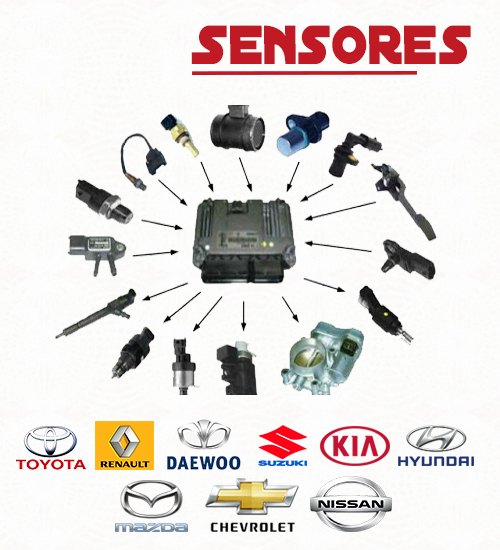 SENSORES
TOYOTA
RENAULT
DAEWOO
SUZUKI
KIA
HYUNDAI
mazda
CHEVROLET
NISSAN